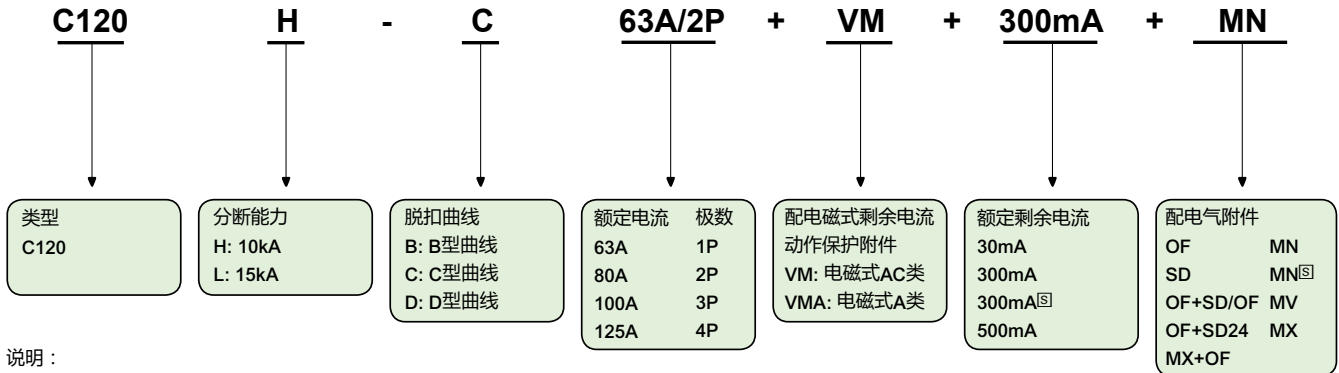 C120 H - C 63A/2P + VM + 300mA + MN
类型
C120
分断能力
H: 10kA
L: 15kA
脱扣曲线
B: B型曲线
C: C型曲线
D: D型曲线
额定电流 极数
63A 1P
80A 2P
100A 3P
125A 4P
配电磁式剩余电流
动作保护附件
VM: 电磁式AC类
VMA: 电磁式A类
额定剩余电流
30mA
300mA
300mA🅂
500mA
配电气附件
OF MN
SD MN🅂
OF+SD/OF MV
OF+SD24 MX
MX+OF
说明：